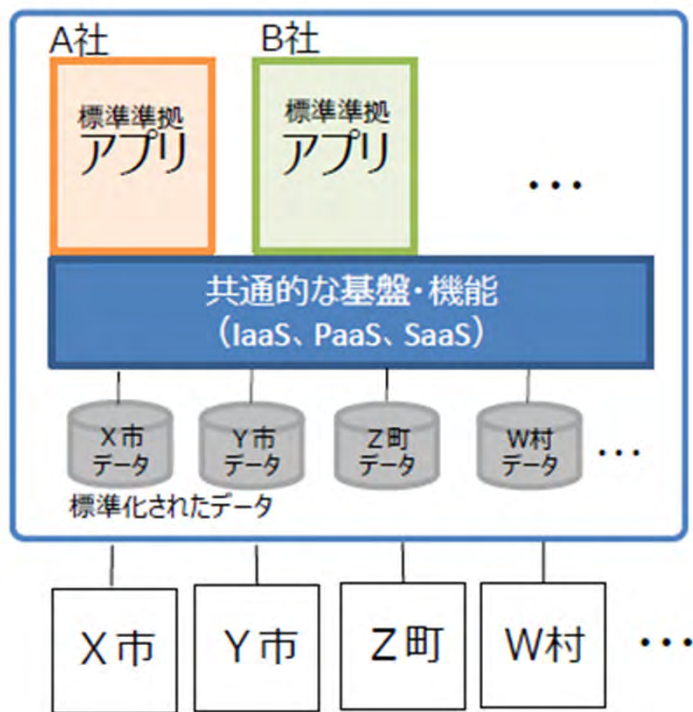 A社
B社
標準準拠
アプリ
標準準拠
アプリ
・・・
共通的な基盤・機能
（IaaS、PaaS、SaaS）
X市
データ
Y市
データ
Z町
データ
W村
データ
・・・
標準化されたデータ
X市
Y市
Z町
W村
・・・